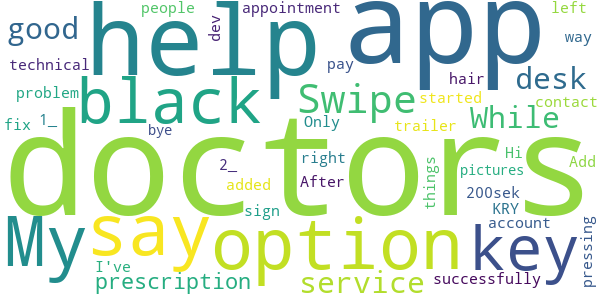 people dev appointment left
good help app way
technical pay
hair desk
problem black Swipe started contact
fix 1_ bye Only trailer While
doctors
2_ right Hi
After things pictures Add
added 2OOsek
sign KRY
My say option key account
I've pressing
prescription service successfully